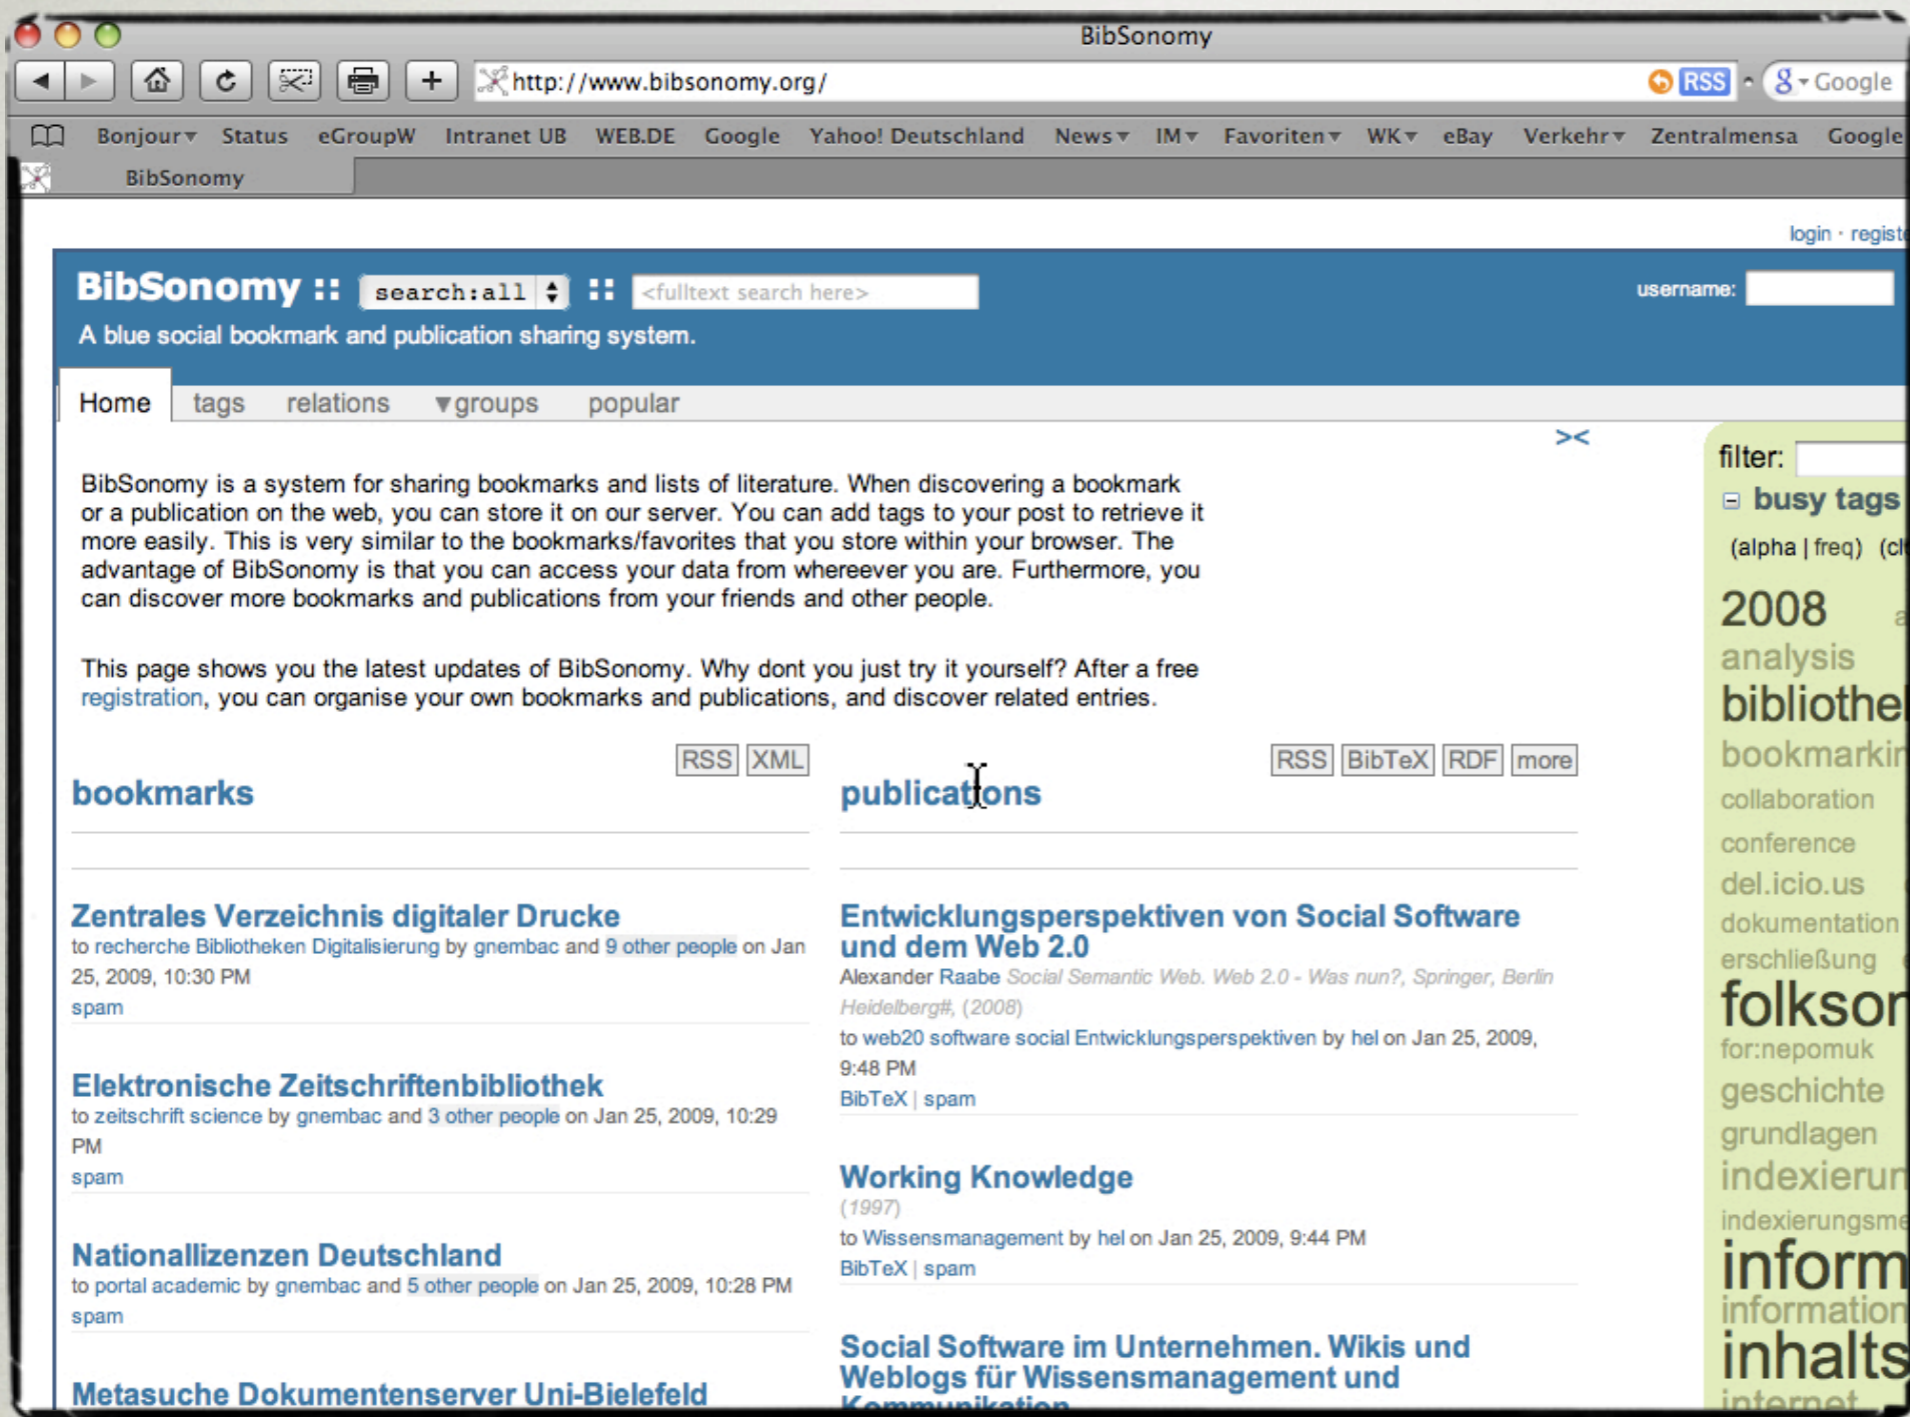 BibSonomy
http://www.bibsonomy.org/
RSS
Google
Bonjour Status eGroupW Intranet UB WEB.DE Google Yahoo! Deutschland News IM Favoriten WK eBay Verkehr Zentralmensa Google
BibSonomy
login ·
BibSonomy :: search:all :: <fulltext search here>
username:
A blue social bookmark and publication sharing system.
Home tags relations ▼groups popular
><
BibSonomy is a system for sharing bookmarks and lists of literature. When discovering a bookmark
or a publication on the web, you can store it on our server. You can add tags to your post to retrieve it
more easily. This is very similar to the bookmarks/favorites that you store within your browser. The
advantage of BibSonomy is that you can access your data from whereever you are. Furthermore, you
can discover more bookmarks and publications from your friends and other people.
This page shows you the latest updates of BibSonomy. Why dont you just try it yourself? After a free
registration, you can organise your own bookmarks and publications, and discover related entries.
RSS XML
bookmarks
Zentrales Verzeichnis digitaler Drucke
to recherche Bibliotheken Digitalisierung by gnembac and 9 other people on Jan
25, 2009, 10:30 PM
spam
Elektronische Zeitschriftenbibliothek
to zeitschrift science by gnembac and 3 other people on Jan 25, 2009, 10:29
PM
spam
Nationallizenzen Deutschland
to portal academic by gnembac and 5 other people on Jan 25, 2009, 10:28 PM
spam
Metasuche Dokumentenserver Uni-Bielefeld
RSS BibTeX RDF more
publications
Entwicklungsperspektiven von Social Software
und dem Web 2.0
Alexander Raabe Social Semantic Web. Web 2.0 - Was nun?, Springer, Berlin
Heidelberg#, (2008)
to web20 software social Entwicklungsperspektiven by hel on Jan 25, 2009,
9:48 PM
BibTeX | spam
Working Knowledge
(1997)
to Wissensmanagement by hel on Jan 25, 2009, 9:44 PM
BibTeX | spam
Social Software im Unternehmen. Wikis und
Weblogs für Wissensmanagement und
Kommunikation
filter:
busy tags
(alpha | freq)
2008
analysis
collaboration
conference
del.icio.us
dokumentation
erschließung
for:nepomuk
geschichte
grundlagen
information
internet